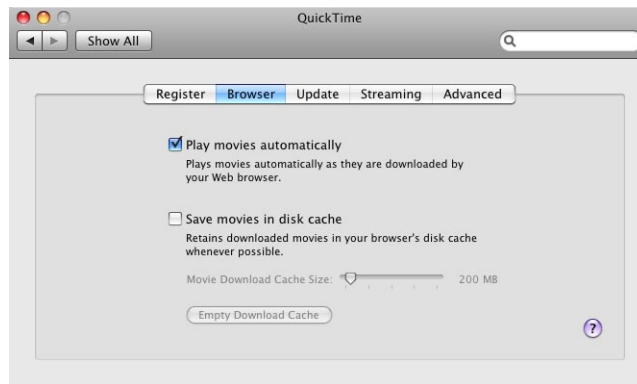 QuickTime
Show All
Register Browser Update Streaming Advanced
Play movies automatically
Plays movies automatically as they are downloaded by
your Web browser.
Save movies in disk cache
Retains downloaded movies in your browser's disk cache
whenever possible.
Movie Download Cache Size: 200 MB
Empty Download Cache
?